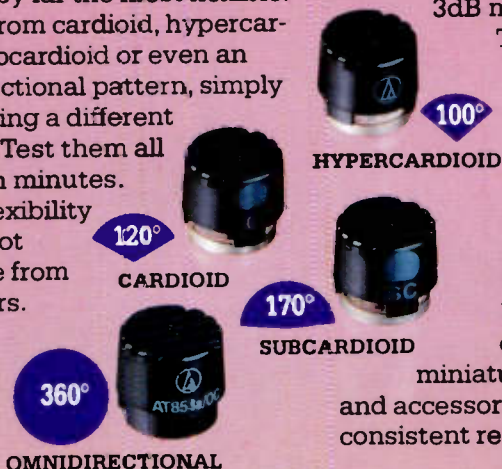 rom cardioid, hypercar-
ocardioid or even an
ctional pattern, simply
ing a different
Test them all
n minutes.
exibility
ot
e from
rs.
3dB n
T
100°
HYPERCARDIOID
120°
C
CARDIOID
170°
SC
SUBCARDIOID
360°
AT853a/OC
OMNIDIRECTIONAL
miniatu
and accessor
consistent re